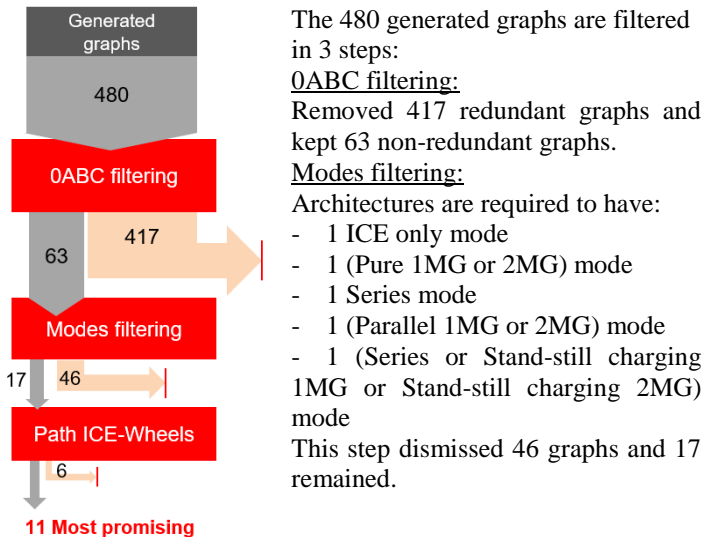 Generated
graphs
480
0ABC filtering
417
63
Modes filtering
17
46
Path ICE-Wheels
6
11 Most promising
The 480 generated graphs are filtered
in 3 steps:
0ABC filtering:
Removed 417 redundant graphs and
kept 63 non-redundant graphs.
Modes filtering:
Architectures are required to have:
- 1 ICE only mode
- 1 (Pure 1MG or 2MG) mode
- 1 Series mode
- 1 (Parallel 1MG or 2MG) mode
- 1 (Series or Stand-still charging
1MG or Stand-still charging 2MG)
mode
This step dismissed 46 graphs and 17
remained.